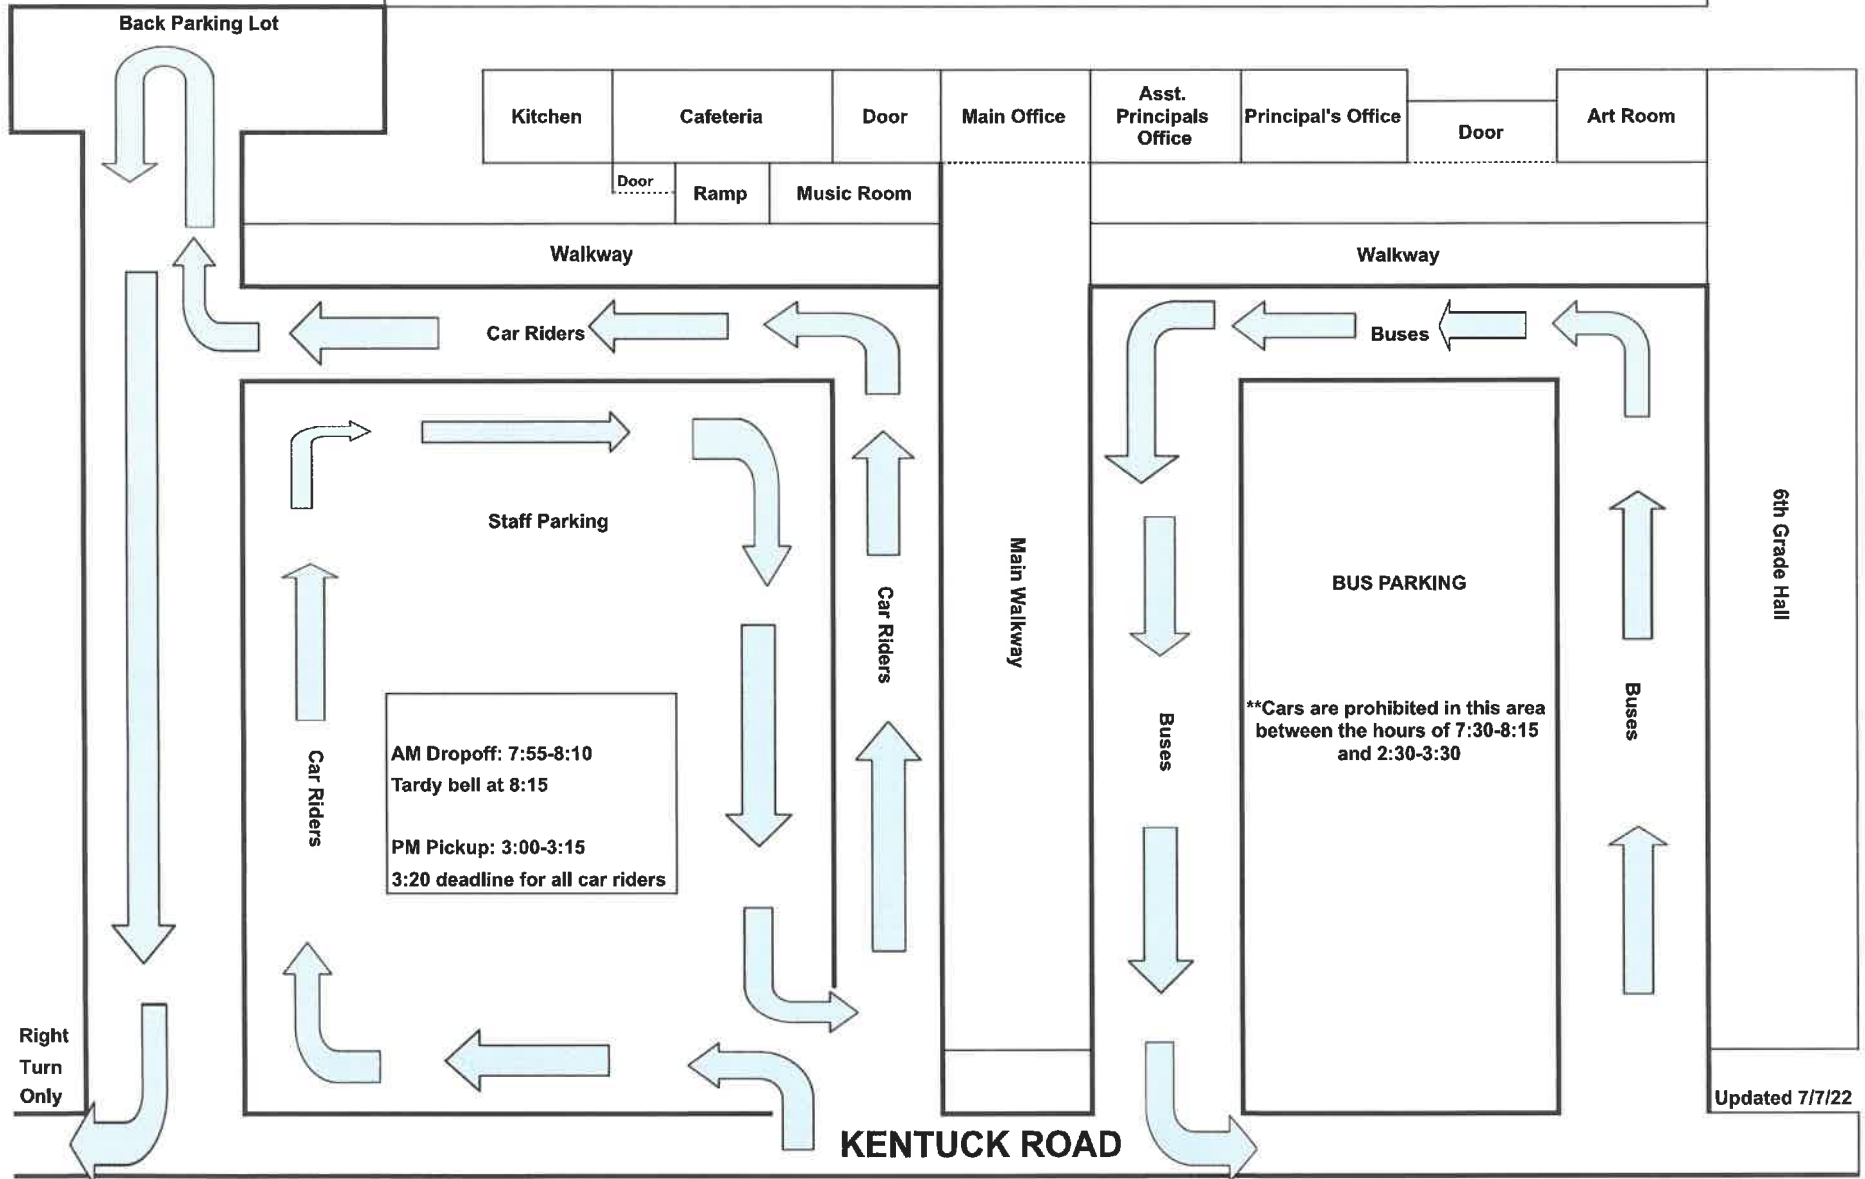 Back Parking Lot
Kitchen
Cafeteria
Door
Main Office
Asst.
Principals
Office
Principal's Office
Door
Art Room
Door
Ramp
Music Room
Walkway
Walkway
Car Riders
Buses
Staff Parking
Car Riders
Main Walkway
BUS PARKING
6th Grade Hall
**Cars are prohibited in this area
between the hours of 7:30-8:15
and 2:30-3:30
Buses
Buses
Car Riders
AM Dropoff: 7:55-8:10
Tardy bell at 8:15
PM Pickup: 3:00-3:15
3:20 deadline for all car riders
Right
Turn
Only
Updated 7/7/22
KENTUCK ROAD